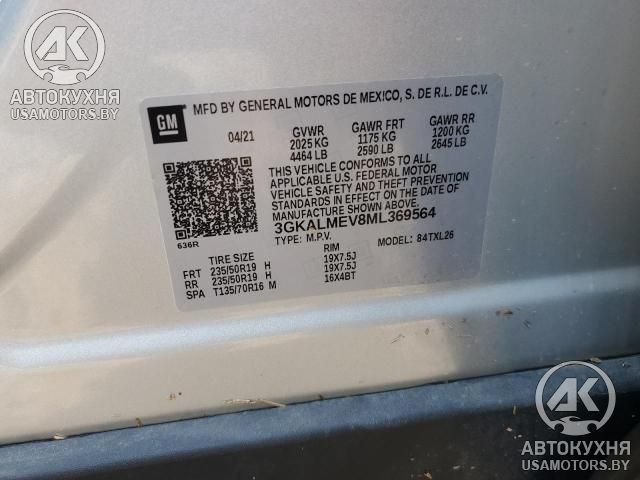 AK
АВТОКУХНЯ
USAMOTORS.BY
GM
MFD BY GENERAL MOTORS DE MEXICO, S. DE R.L. DE C.V.
04/21 GVWR GAWR FRT GAWR RR
2025 KG 1175 KG 1200 KG
4464 LB 2590 LB 2645 LB
THIS VEHICLE CONFORMS TO ALL
APPLICABLE U.S. FEDERAL MOTOR
VEHICLE SAFETY AND THEFT PREVENTION
STANDARDS IN EFFECT ON THE DATE OF
MANUFACTURE SHOWN ABOVE.
3GKALMEV8ML369564
636R TYPE: M.P.V. MODEL: 84TXL26
TIRE SIZE RIM
FRT 235/50R19 H 19X7.5J
RR 235/50R19 H 19X7.5J
SPA T135/70R16 M 16X4BT
AK
АВТОКУХНЯ
USAMOTORS.BY